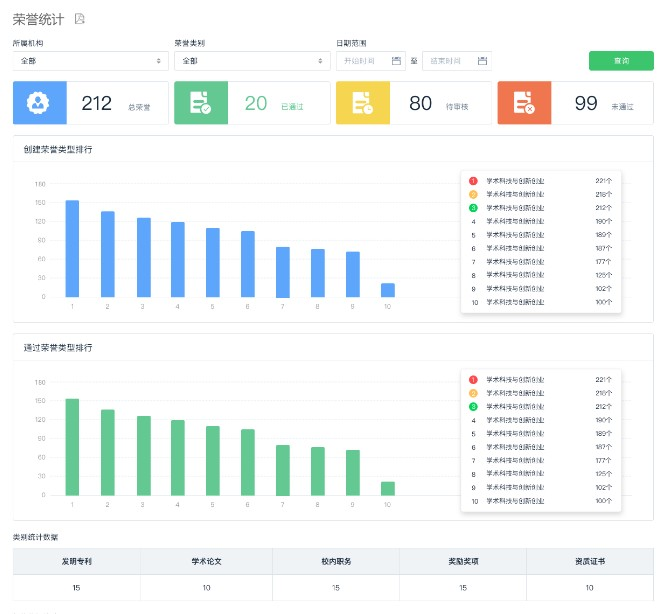 荣誉统计
所属机构 荣誉类别 日期范围
全部 全部 开始时间 至 结束时间 查询
212 总荣誉 20 已通过 80 待审核 99 未通过
创建荣誉类型排行
180
150
120
90
60
30
0
1 2 3 4 5 6 7 8 9 10
1 学术科技与创新创业 221个
2 学术科技与创新创业 218个
3 学术科技与创新创业 212个
4 学术科技与创新创业 190个
5 学术科技与创新创业 189个
6 学术科技与创新创业 187个
7 学术科技与创新创业 177个
8 学术科技与创新创业 125个
9 学术科技与创新创业 102个
10 学术科技与创新创业 100个
通过荣誉类型排行
180
150
120
90
60
30
0
1 2 3 4 5 6 7 8 9 10
1 学术科技与创新创业 221个
2 学术科技与创新创业 218个
3 学术科技与创新创业 212个
4 学术科技与创新创业 190个
5 学术科技与创新创业 189个
6 学术科技与创新创业 187个
7 学术科技与创新创业 177个
8 学术科技与创新创业 125个
9 学术科技与创新创业 102个
10 学术科技与创新创业 100个
类别统计数据
发明专利 学术论文 校内职务 奖励奖项 资质证书
15 10 15 15 10